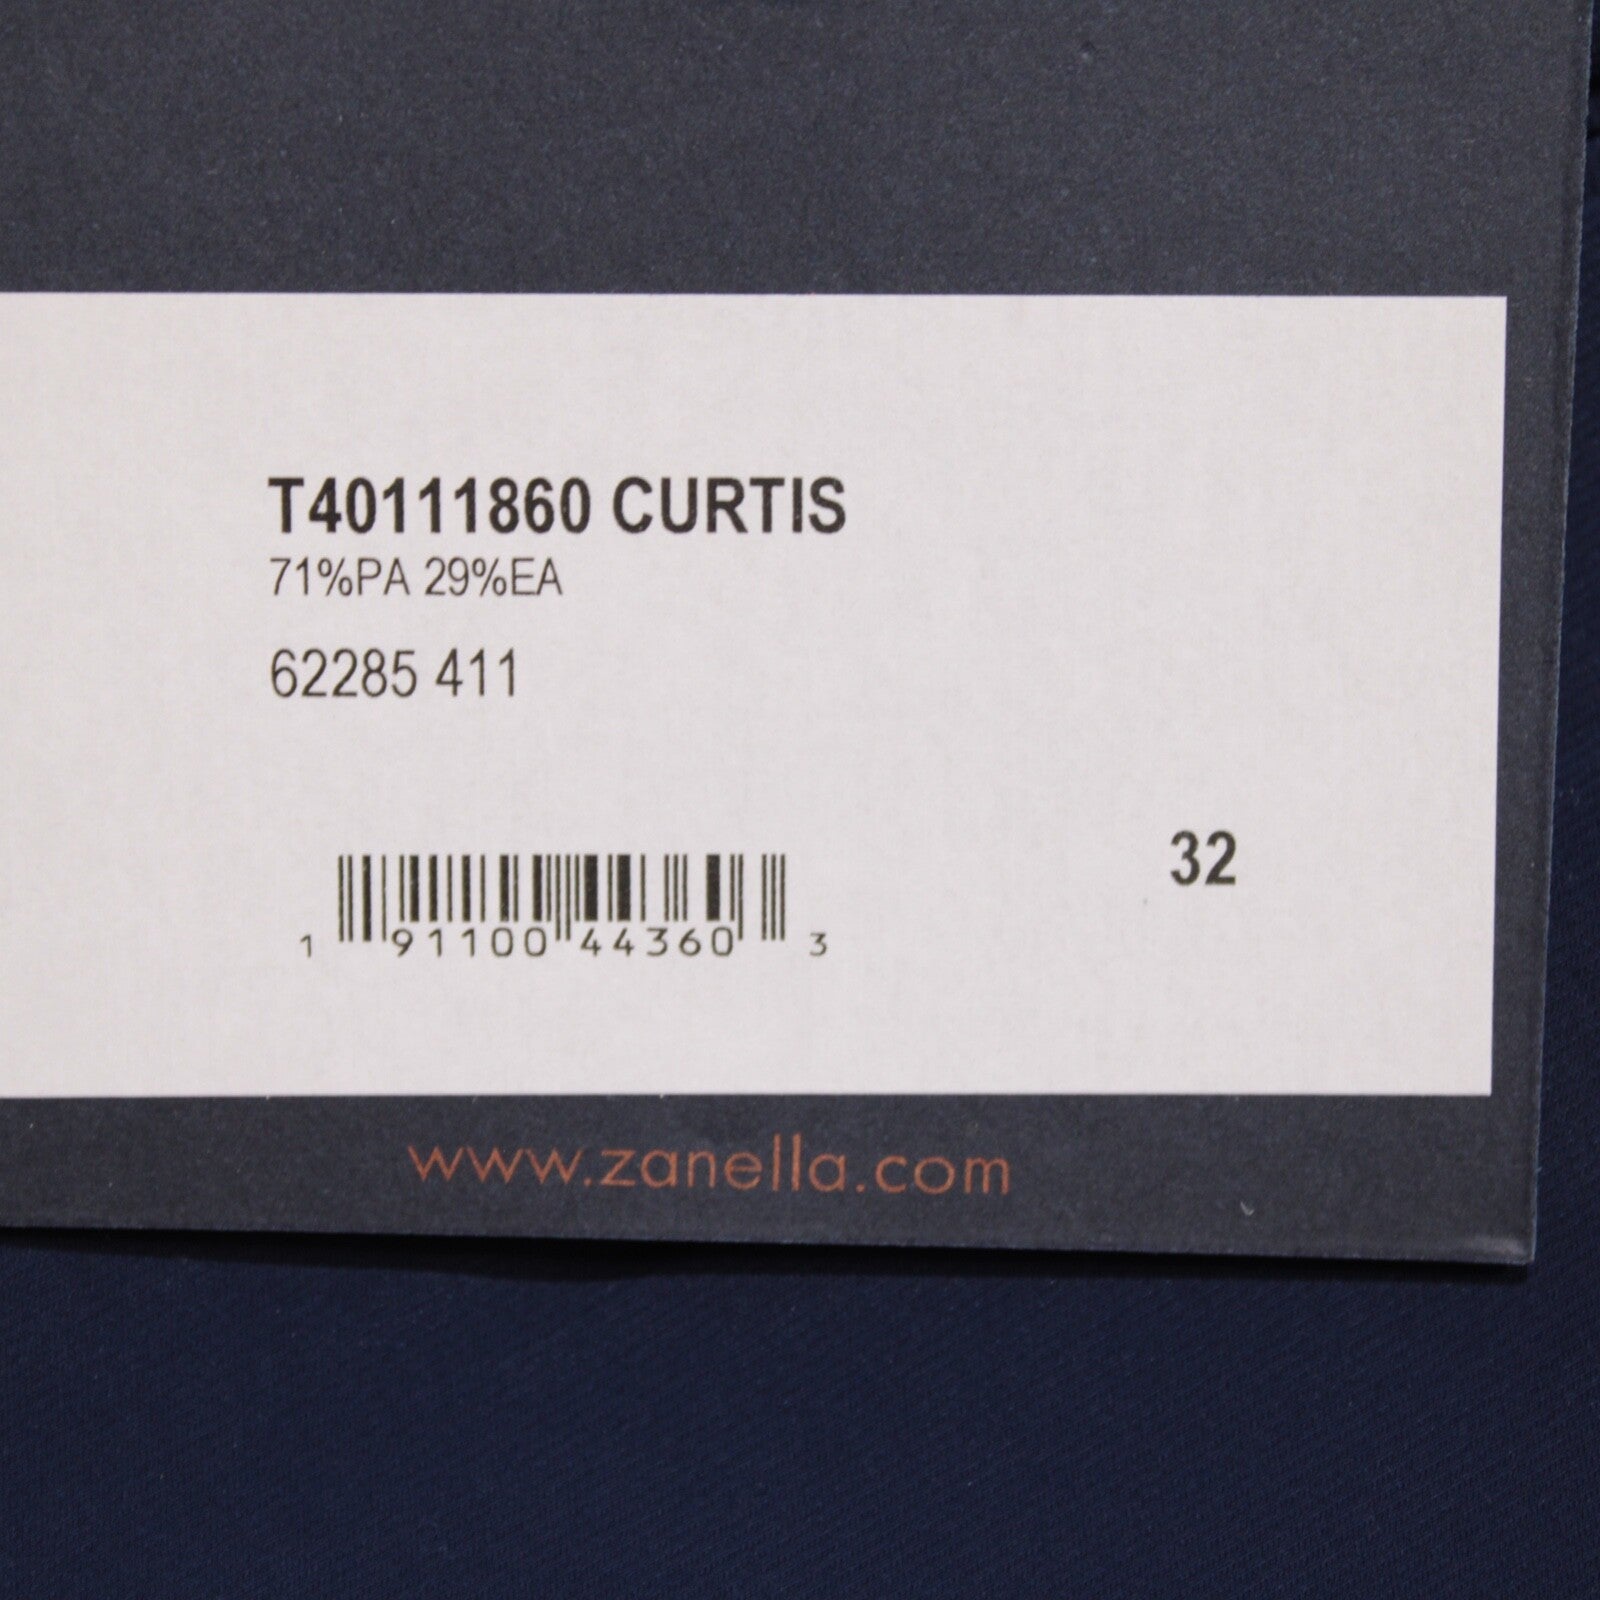 T40111860 CURTIS
71%PA 29%EA
62285 411
32
1 91100 44360 3
www.zanella.com